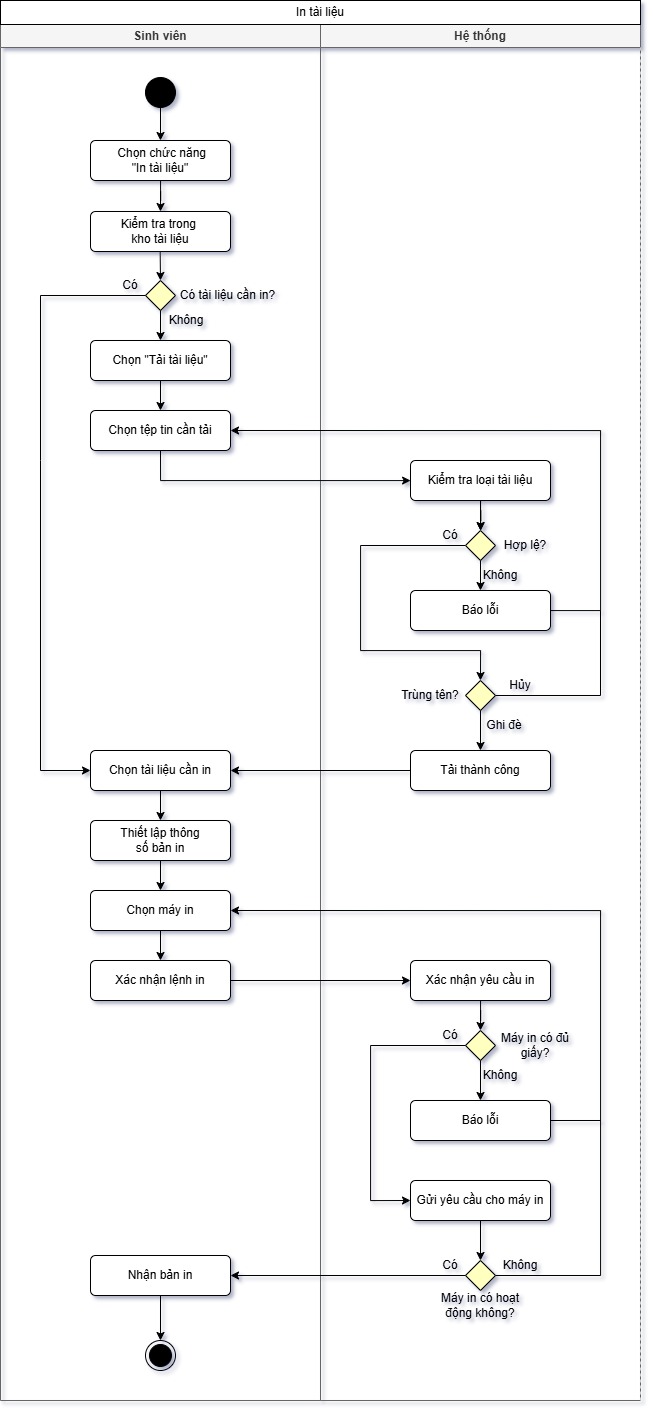 In tài liệu
Sinh viên
Hệ thống
Chọn chức năng
"In tài liệu"
Kiểm tra trong
kho tài liệu
Có
Có tài liệu cần in?
Không
Chọn "Tải tài liệu"
Chọn tệp tin cần tải
Kiểm tra loại tài liệu
Có
Hợp lệ?
Không
Báo lỗi
Trùng tên?
Hủy
Ghi đè
Chọn tài liệu cần in
Tải thành công
Thiết lập thông
số bản in
Chọn máy in
Xác nhận lệnh in
Xác nhận yêu cầu in
Có
Máy in có đủ
giấy?
Không
Báo lỗi
Gửi yêu cầu cho máy in
Nhận bản in
Có
Không
Máy in có hoạt
động không?